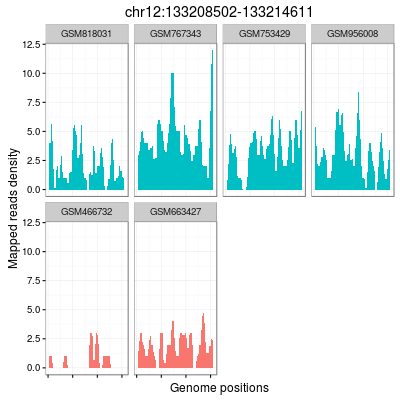 chr12:133208502-133214611
GSM818031 GSM767343 GSM753429 GSM956008
12.5
10.0
7.5
5.0
2.5
0.0
GSM466732 GSM663427
12.5
10.0
7.5
5.0
2.5
0.0
Mapped reads density
Genome positions